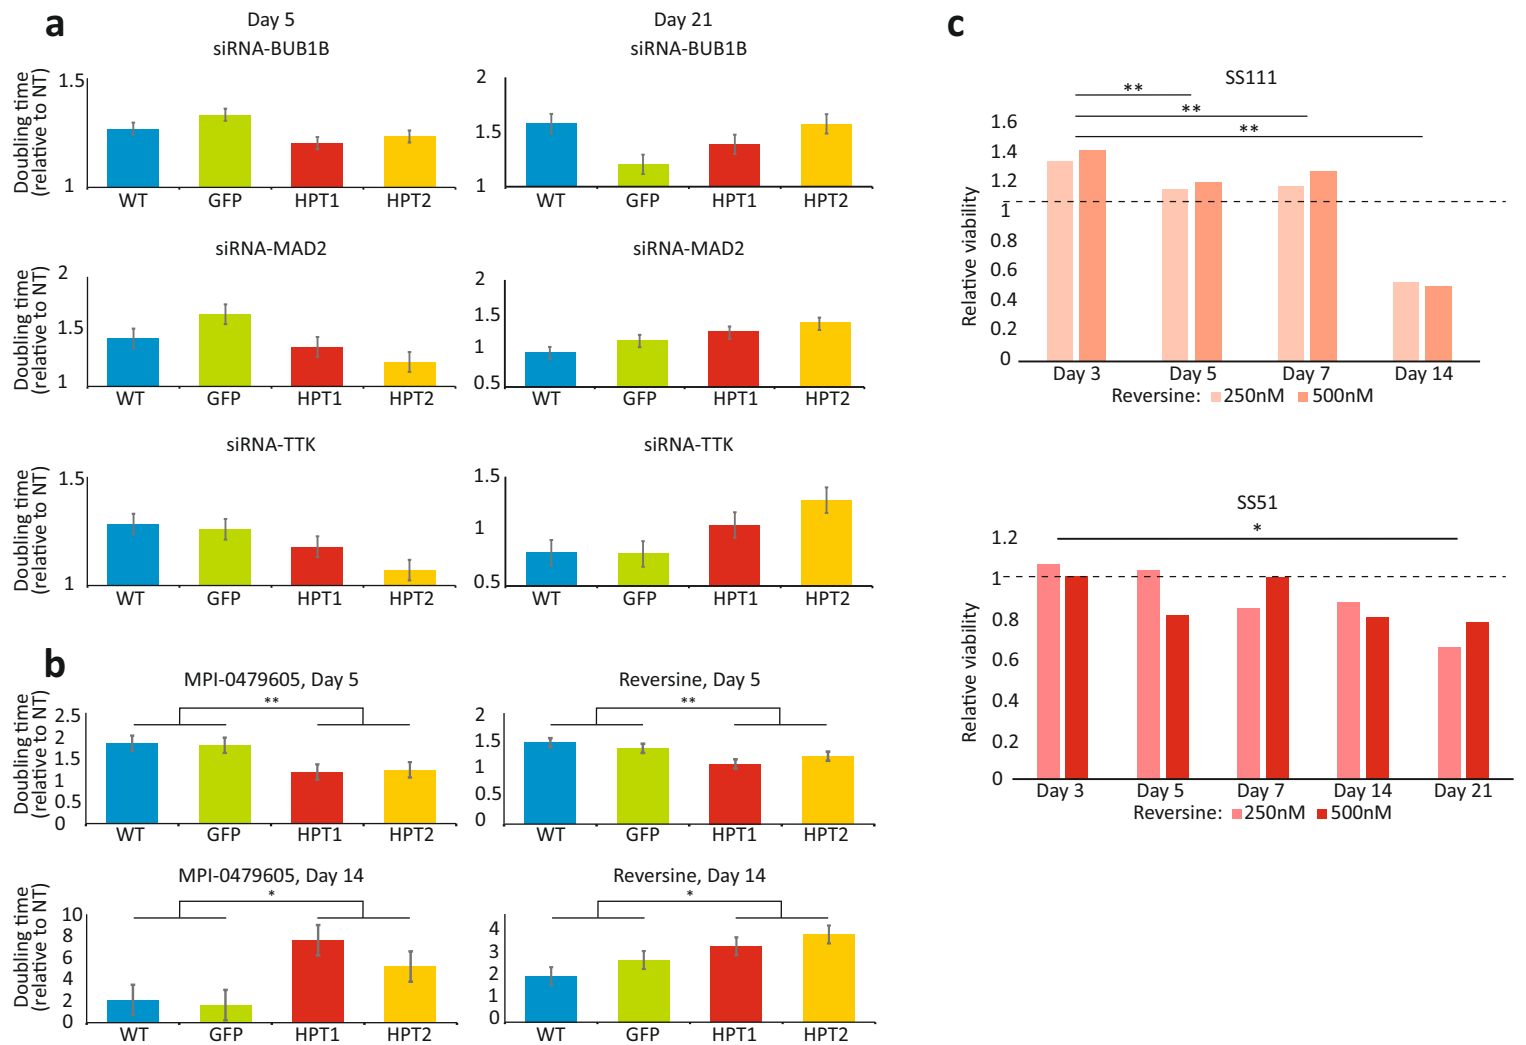 a
Day 5
siRNA-BUB1B
Doubling time
(relative to NT)
1.5
1
WT GFP HPT1 HPT2
Day 21
siRNA-BUB1B
2
1.5
1
WT GFP HPT1 HPT2
siRNA-MAD2
Doubling time
(relative to NT)
2
1.5
1
WT GFP HPT1 HPT2
siRNA-MAD2
2
1.5
1
0.5
WT GFP HPT1 HPT2
siRNA-TTK
Doubling time
(relative to NT)
1.5
1
WT GFP HPT1 HPT2
siRNA-TTK
1.5
1
0.5
WT GFP HPT1 HPT2
b
MPI-0479605, Day 5
**
Doubling time
(relative to NT)
2.5
2
1.5
1
0.5
0
WT GFP HPT1 HPT2
Reversine, Day 5
**
2
1.5
1
0.5
0
WT GFP HPT1 HPT2
MPI-0479605, Day 14
*
Doubling time
(relative to NT)
10
8
6
4
2
0
WT GFP HPT1 HPT2
Reversine, Day 14
*
4
3
2
1
0
WT GFP HPT1 HPT2
c
SS111
**
**
**
Relative viability
1.6
1.4
1.2
1
0.8
0.6
0.4
0.2
0
Day 3 Day 5 Day 7 Day 14
Reversine: 250nM 500nM
SS51
*
Relative viability
1.2
1
0.8
0.6
0.4
0.2
0
Day 3 Day 5 Day 7 Day 14 Day 21
Reversine: 250nM 500nM